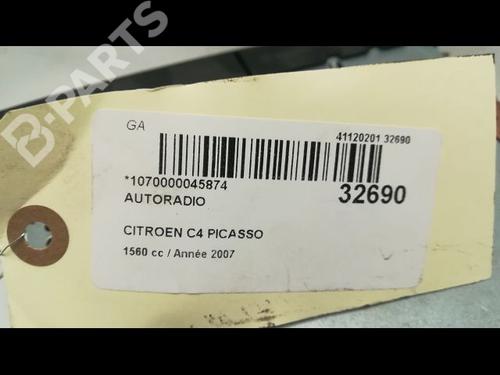 B-PARTS
GA
41120201 32690
*1070000045874
32690
AUTORADIO
CITROEN C4 PICASSO
1560 cc / Année 2007